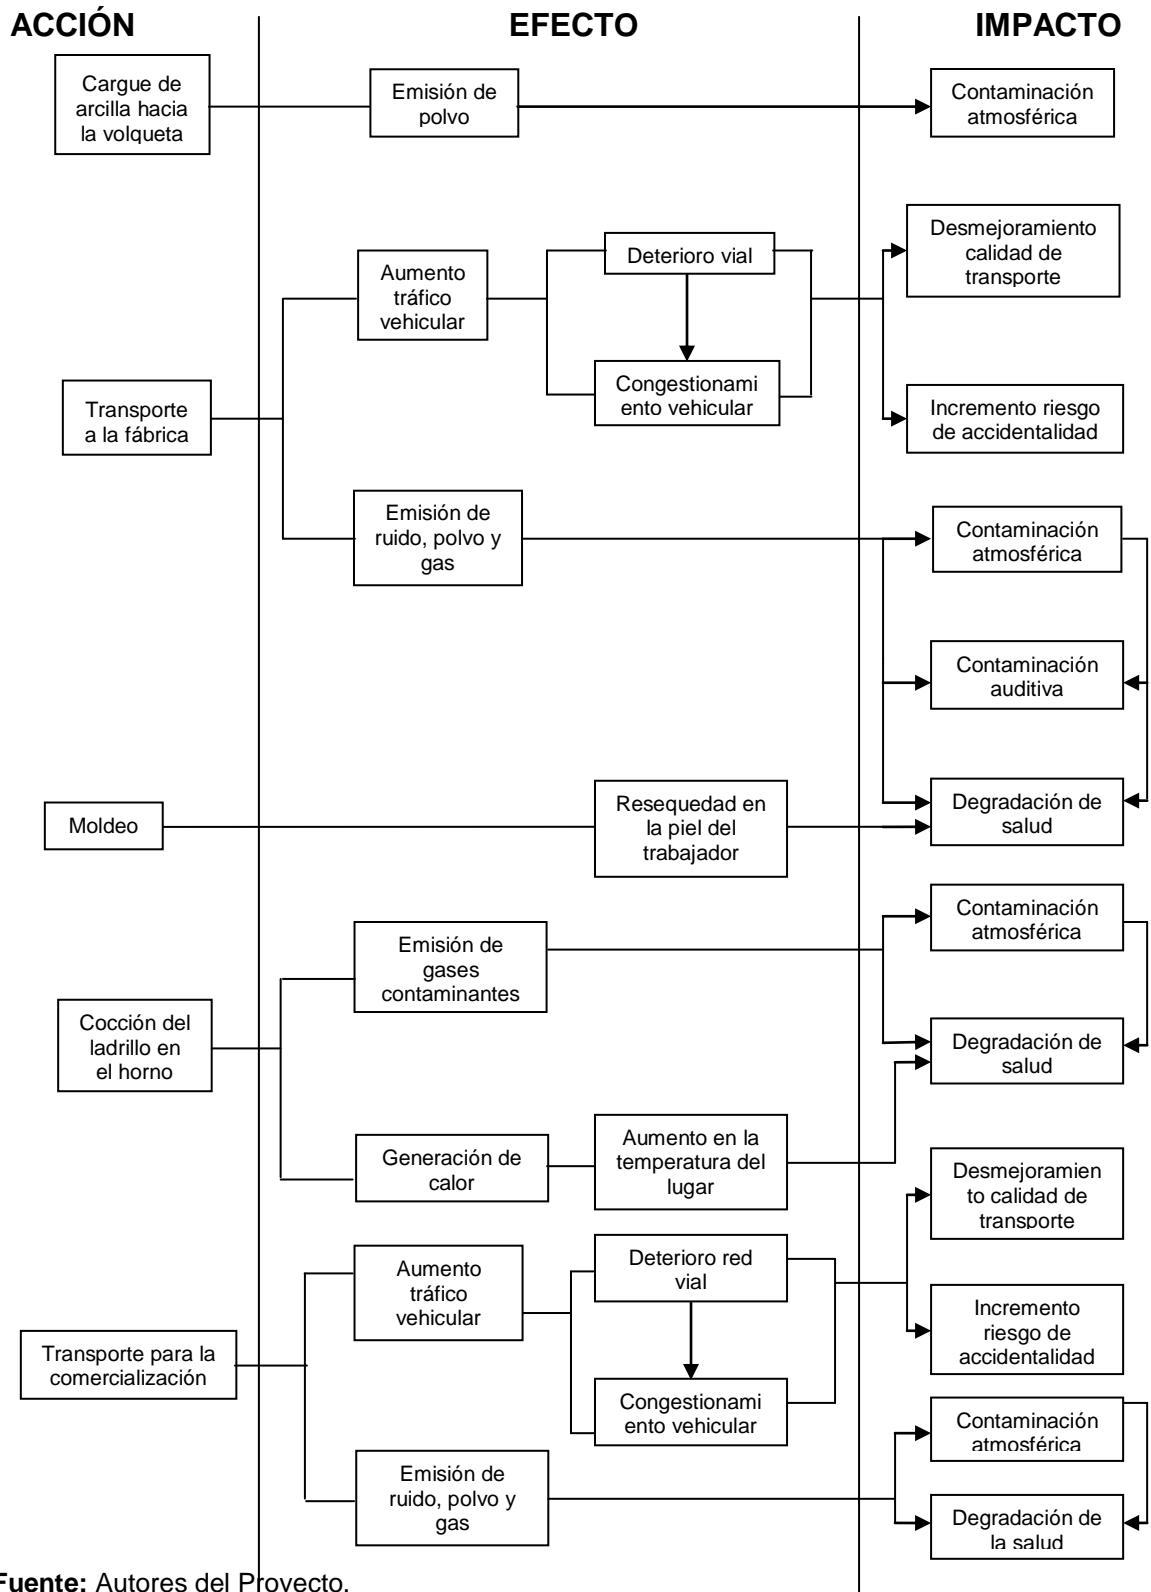 ACCIÓN EFECTO IMPACTO
Cargue de
arcilla hacia
la volqueta
Emisión de
polvo
Contaminación
atmosférica
Transporte
a la fábrica
Aumento
tráfico
vehicular
Deterioro vial
Congestionami
ento vehicular
Desmejoramiento
calidad de
transporte
Incremento riesgo
de accidentalidad
Emisión de
ruido, polvo y
gas
Contaminación
atmosférica
Contaminación
auditiva
Degradación de
salud
Moldeo
Resequedad en
la piel del
trabajador
Cocción del
ladrillo en
el horno
Emisión de
gases
contaminantes
Contaminación
atmosférica
Degradación de
salud
Generación de
calor
Aumento en la
temperatura del
lugar
Transporte para la
comercialización
Aumento
tráfico
vehicular
Deterioro red
vial
Congestionami
ento vehicular
Desmejoramien
to calidad de
transporte
Incremento
riesgo de
accidentalidad
Emisión de
ruido, polvo y
gas
Contaminación
atmosférica
Degradación de
la salud
Fuente: Autores del Proyecto.